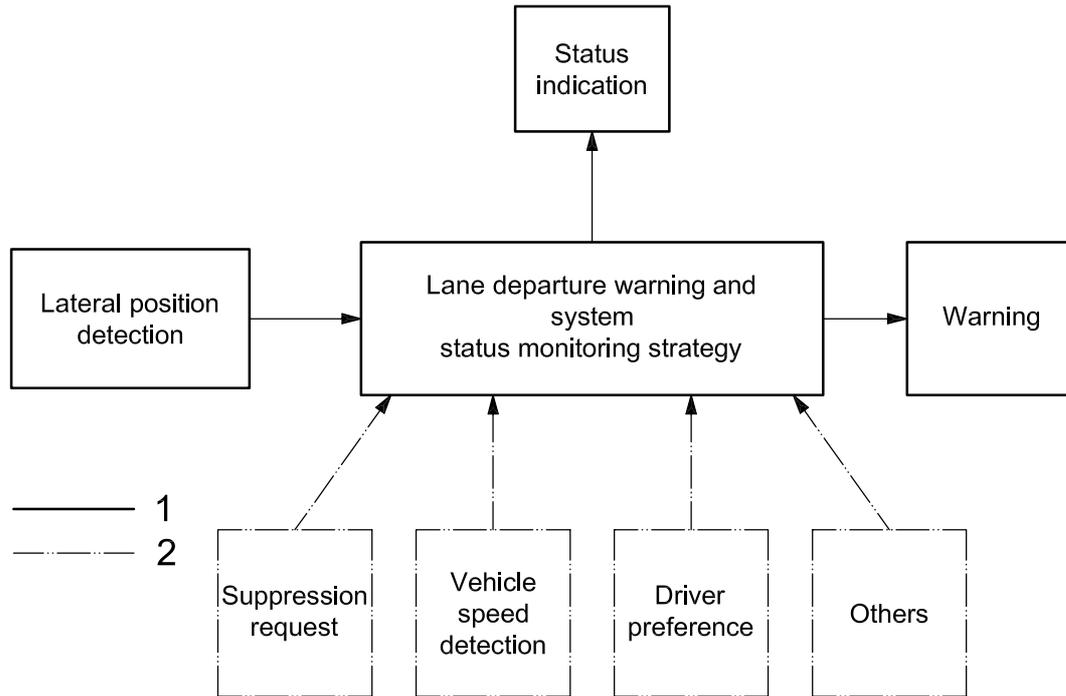 Status
indication
Lateral position
detection
Lane departure warning and
system
status monitoring strategy
Warning
1
2
Suppression
request
Vehicle
speed
detection
Driver
preference
Others